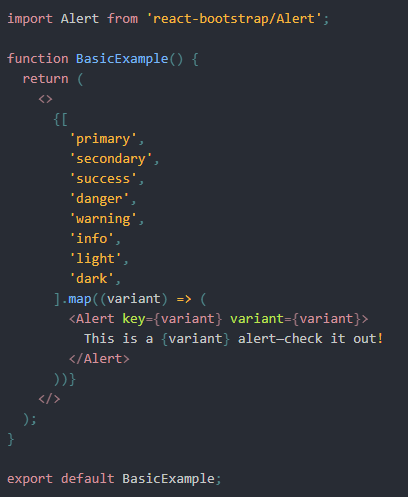 import Alert from 'react-bootstrap/Alert';

function BasicExample() {
  return (
    <>
      {[
        'primary',
        'secondary',
        'success',
        'danger',
        'warning',
        'info',
        'light',
        'dark',
      ].map((variant) => (
        <Alert key={variant} variant={variant}>
          This is a {variant} alert—check it out!
        </Alert>
      ))}
    </>
  );
}

export default BasicExample;